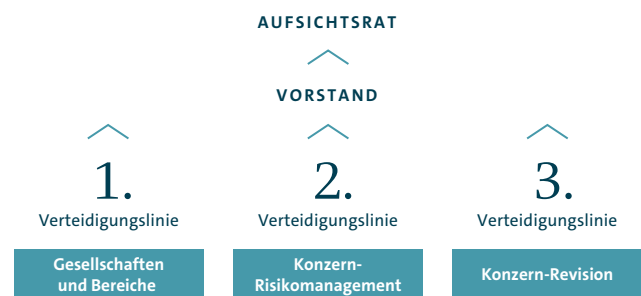 AUFSICHTSRAT
VORSTAND
1.
Verteidigungslinie
Gesellschaften
und Bereiche
2.
Verteidigungslinie
Konzern-
Risikomanagement
3.
Verteidigungslinie
Konzern-Revision